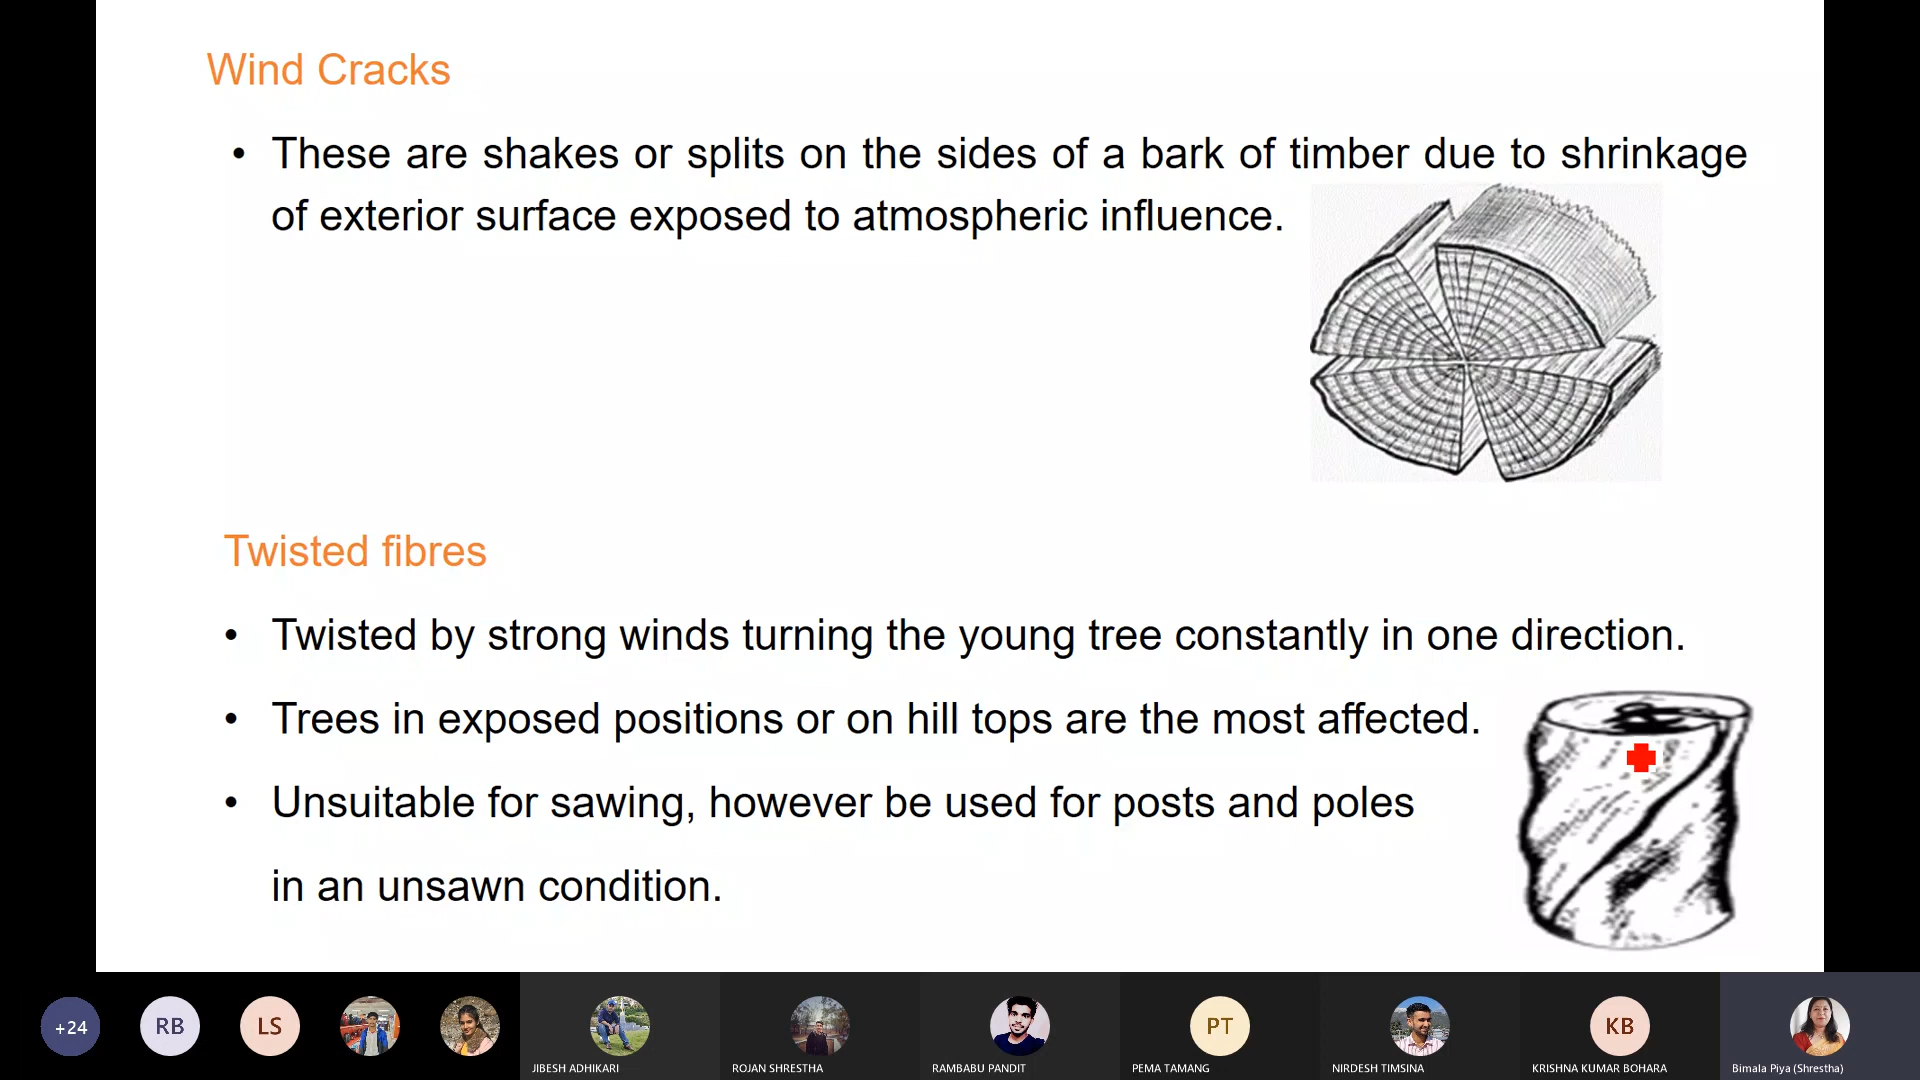 Wind Cracks
• These are shakes or splits on the sides of a bark of timber due to shrinkage
of exterior surface exposed to atmospheric influence.
Twisted fibres
• Twisted by strong winds turning the young tree constantly in one direction.
• Trees in exposed positions or on hill tops are the most affected.
• Unsuitable for sawing, however be used for posts and poles
in an unsawn condition.
+24 RB LS PT KB
JIBESH ADHIKARI ROJAN SHRESTHA RAMBABU PANDIT PEMA TAMANG NIRDESH TIMSINA KRISHNA KUMAR BOHARA Bimala Piya (Shrestha)